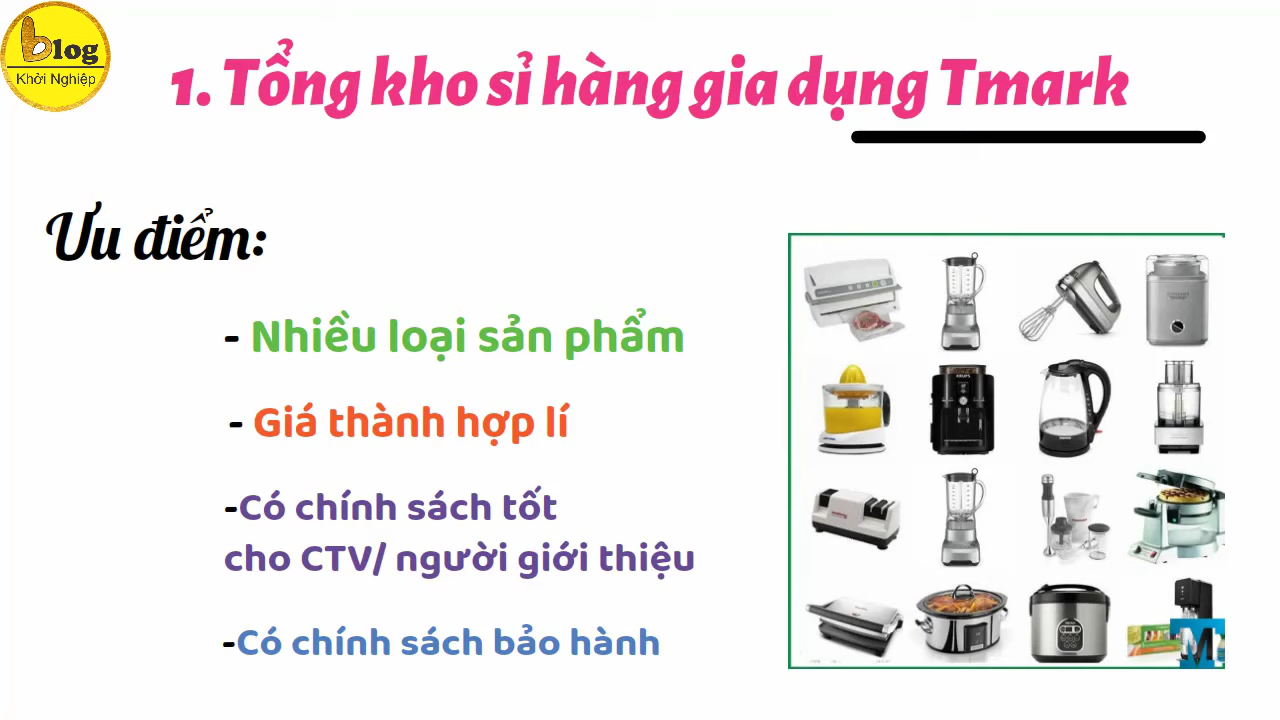 blog
Khởi Nghiệp
1. Tổng kho sỉ hàng gia dụng Tmark
Ưu điểm:
- Nhiều loại sản phẩm
- Giá thành hợp lí
-Có chính sách tốt
cho CTV/ người giới thiệu
-Có chính sách bảo hành
KRUPS
M